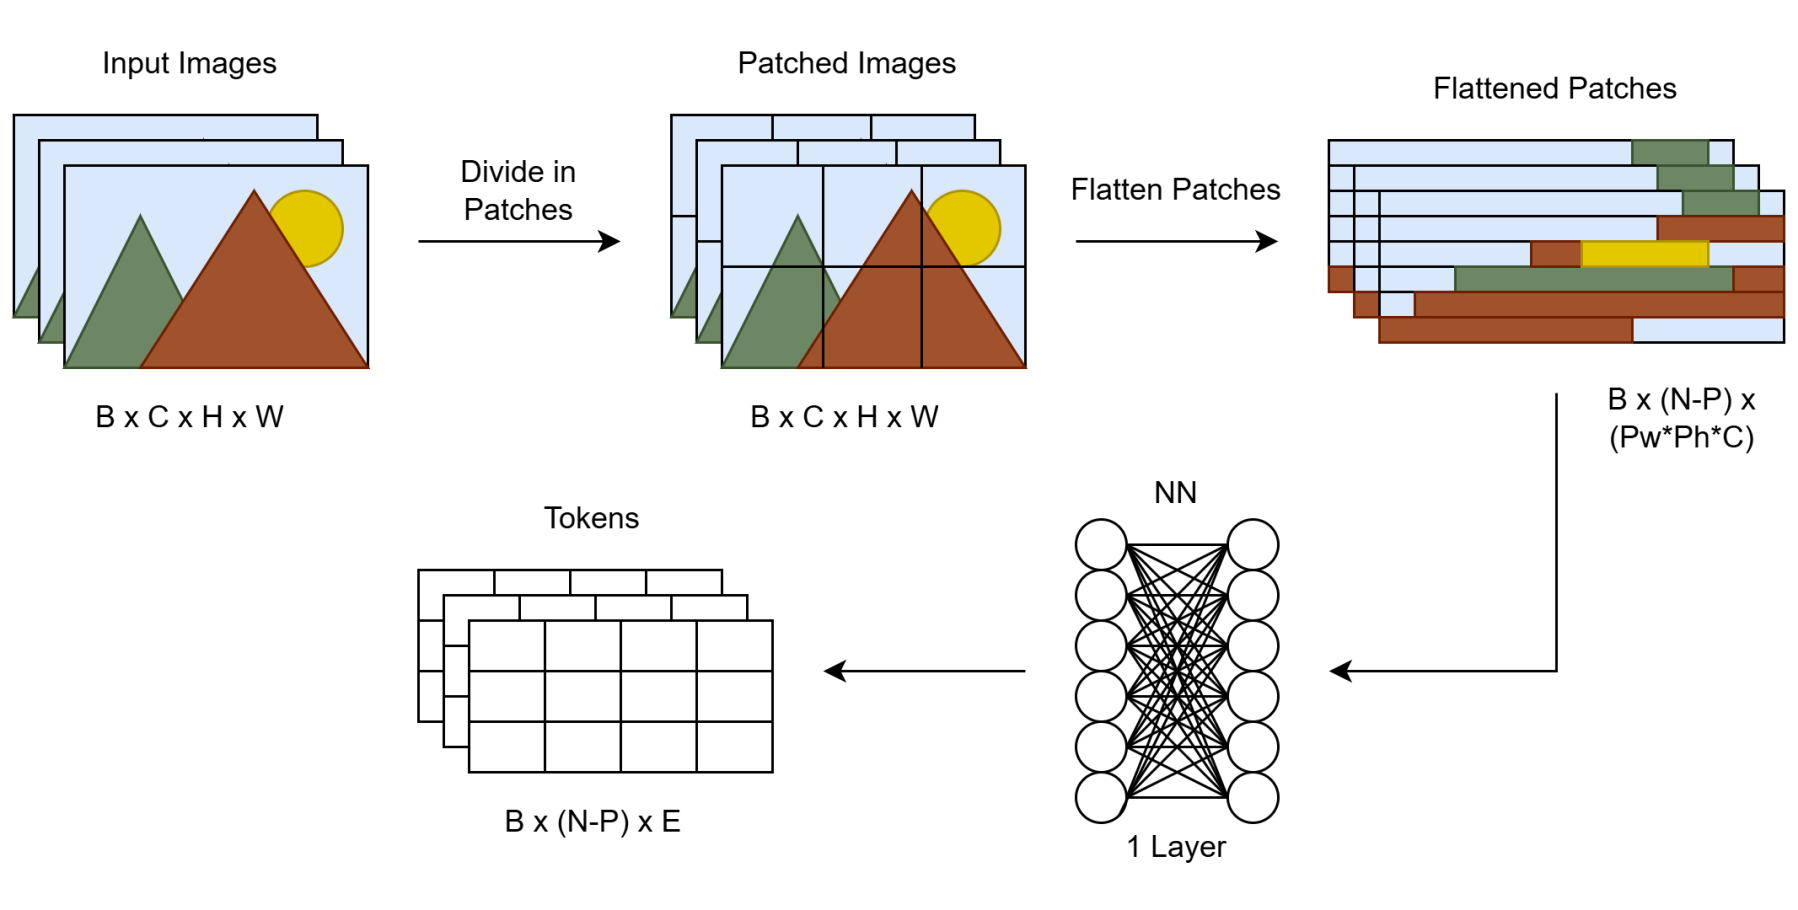 Input Images
B x C x H x W
Divide in
Patches
Patched Images
B x C x H x W
Flatten Patches
Flattened Patches
B x (N-P) x
(Pw*Ph*C)
NN
1 Layer
Tokens
B x (N-P) x E